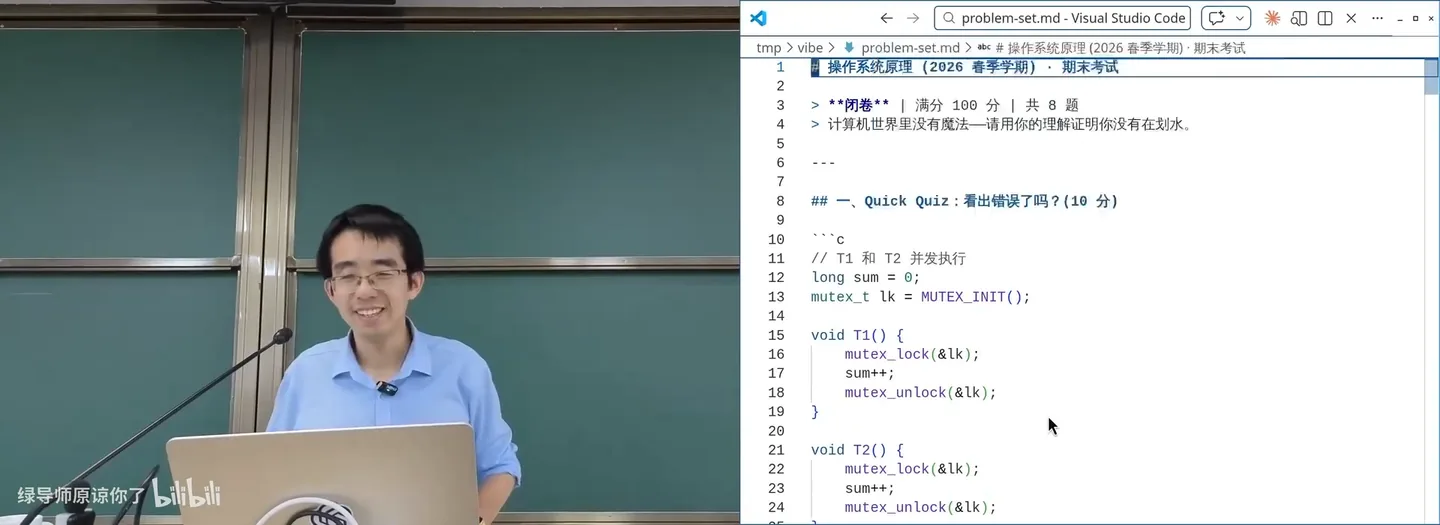 problem-set.md - Visual Studio Code
tmp > vibe > problem-set.md > abc # 操作系统原理 (2026 春季学期) · 期末考试
1 # 操作系统原理 (2026 春季学期) · 期末考试
2
3 > **闭卷** | 满分 100 分 | 共 8 题
4 > 计算机世界里没有魔法——请用你的理解证明你没有在划水。
5
6 ---
7
8 ## 一、Quick Quiz：看出错误了吗？(10 分)
9
10 ```c
11 // T1 和 T2 并发执行
12 long sum = 0;
13 mutex_t lk = MUTEX_INIT();
14
15 void T1() {
16 mutex_lock(&lk);
17 sum++;
18 mutex_unlock(&lk);
19 }
20
21 void T2() {
22 mutex_lock(&lk);
23 sum++;
24 mutex_unlock(&lk);
绿导师原谅你了 bilibili